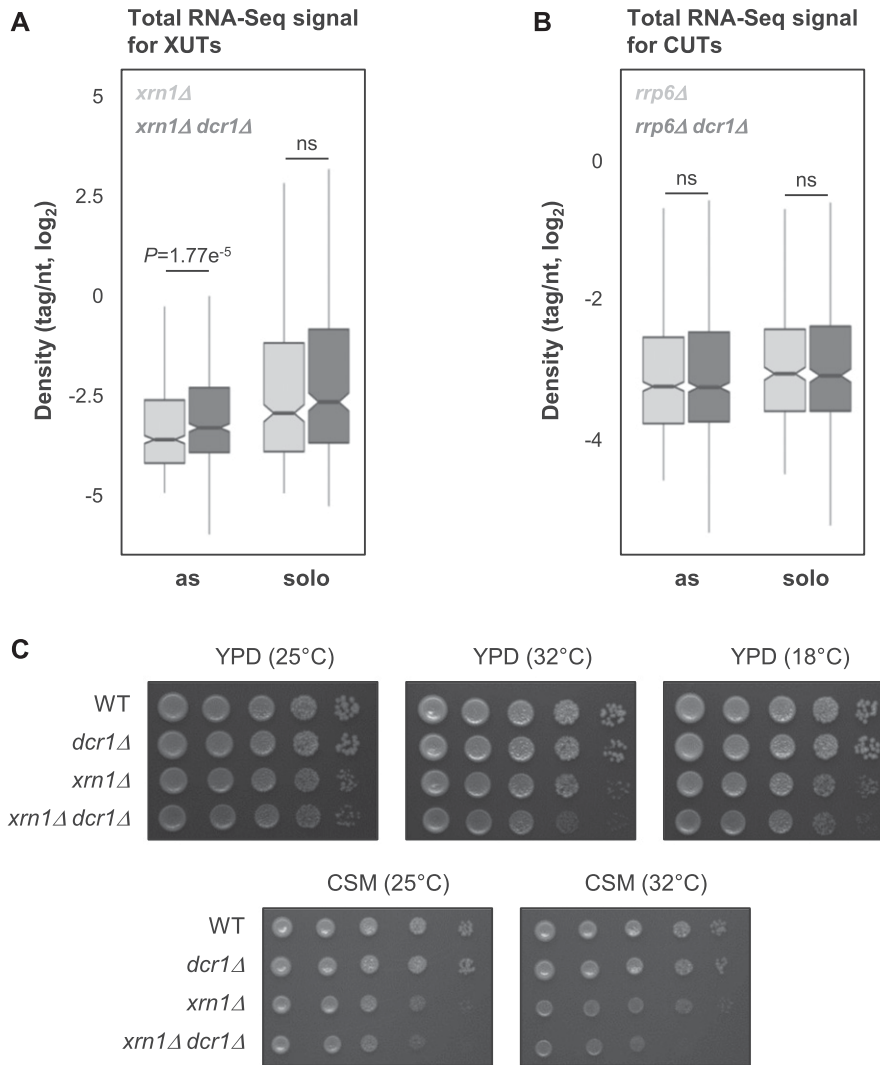 A
Total RNA-Seq signal
for XUTs
xrn1Δ
xrn1Δ dcr1Δ
Density (tag/nt, log2)
5
2.5
0
-2.5
-5
P=1.77e-5
ns
as
solo
B
Total RNA-Seq signal
for CUTs
rrp6Δ
rrp6Δ dcr1Δ
Density (tag/nt, log2)
0
-2
-4
ns
ns
as
solo
C
YPD (25°C)
YPD (32°C)
YPD (18°C)
WT
dcr1Δ
xrn1Δ
xrn1Δ dcr1Δ
CSM (25°C)
CSM (32°C)
WT
dcr1Δ
xrn1Δ
xrn1Δ dcr1Δ